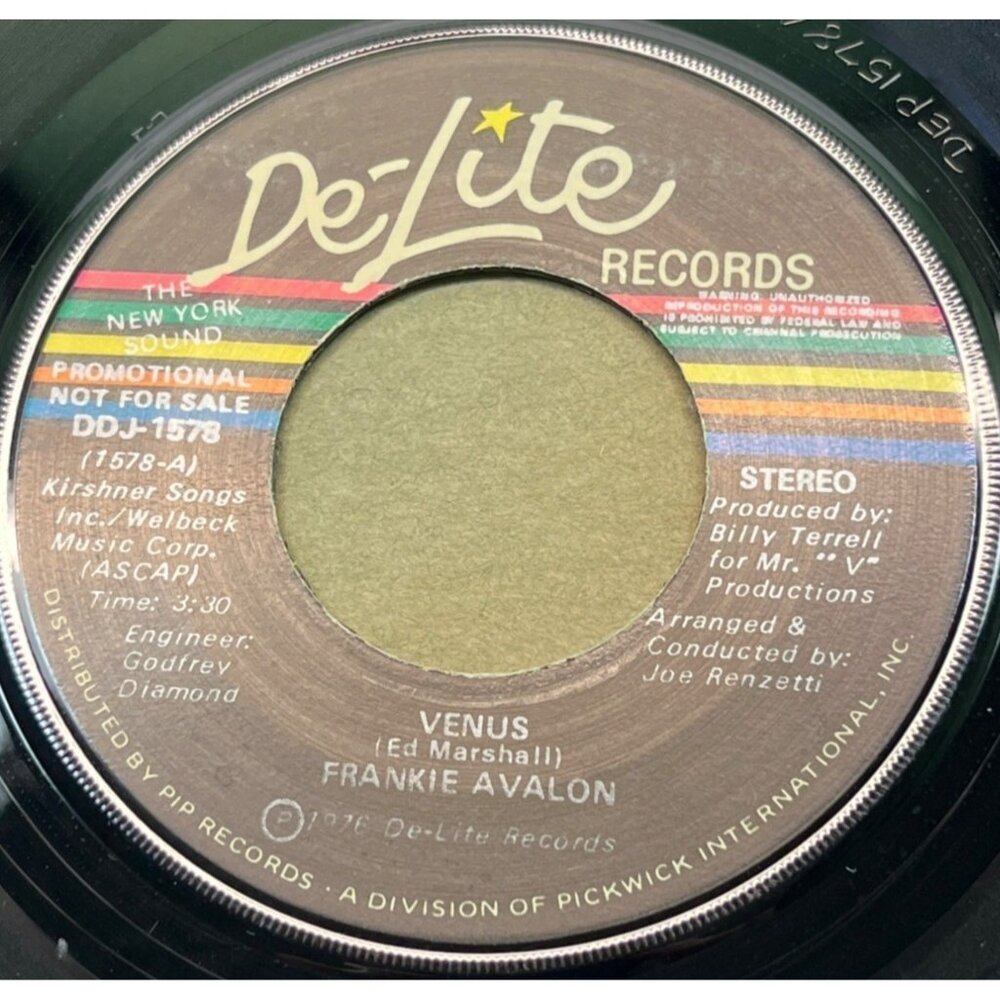 De-Lite
RECORDS
THE
NEW YORK
SOUND
WARNING: UNAUTHORIZED
REPRODUCTION OF THIS RECORDING
IS PROHIBITED BY FEDERAL LAW AND
SUBJECT TO CRIMINAL PROSECUTION
PROMOTIONAL
NOT FOR SALE
DDJ-1578
(1578-A)
Kirshner Songs
Inc./Welbeck
Music Corp.
(ASCAP)
Time: 3:30
Engineer:
Godfrey
Diamond
STEREO
Produced by:
Billy Terrell
for Mr. "V"
Productions
Arranged &
Conducted by:
Joe Renzetti
VENUS
(Ed Marshall)
FRANKIE AVALON
Ⓟ1976 De-Lite Records
DISTRIBUTED BY PIP RECORDS · A DIVISION OF PICKWICK INTERNATIONAL, INC.
DEP 1578